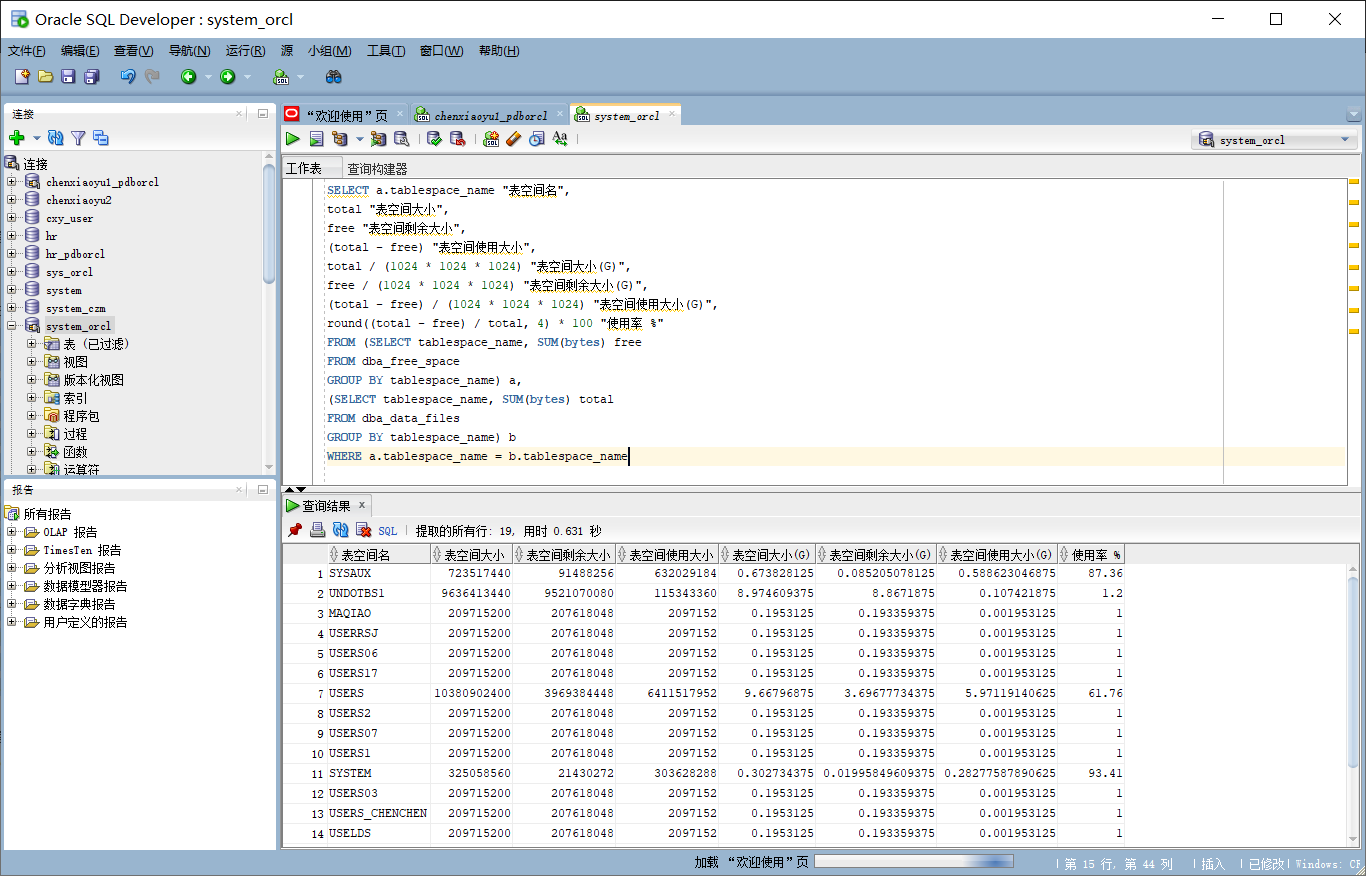 Oracle SQL Developer : system_orcl
文件(F) 编辑(E) 查看(V) 导航(N) 运行(R) 源 小组(M) 工具(T) 窗口(W) 帮助(H)
连接
连接
chenxiaoyu1_pdborcl
chenxiaoyu2
cxy_user
hr
hr_pdborcl
sys_orcl
system
system_czm
system_orcl
表 (已过滤)
视图
版本化视图
索引
程序包
过程
函数
运算符
报告
所有报告
OLAP 报告
TimesTen 报告
分析视图报告
数据模型器报告
数据字典报告
用户定义的报告
“欢迎使用”页 chenxiaoyu1_pdborcl system_orcl
system_orcl
工作表 查询构建器
SELECT a.tablespace_name "表空间名",
total "表空间大小",
free "表空间剩余大小",
(total - free) "表空间使用大小",
total / (1024 * 1024 * 1024) "表空间大小(G)",
free / (1024 * 1024 * 1024) "表空间剩余大小(G)",
(total - free) / (1024 * 1024 * 1024) "表空间使用大小(G)",
round((total - free) / total, 4) * 100 "使用率 %"
FROM (SELECT tablespace_name, SUM(bytes) free
FROM dba_free_space
GROUP BY tablespace_name) a,
(SELECT tablespace_name, SUM(bytes) total
FROM dba_data_files
GROUP BY tablespace_name) b
WHERE a.tablespace_name = b.tablespace_name
查询结果 x
SQL | 提取的所有行: 19, 用时 0.631 秒
表空间名 表空间大小 表空间剩余大小 表空间使用大小 表空间大小(G) 表空间剩余大小(G) 表空间使用大小(G) 使用率 %
1 SYSAUX 723517440 91488256 632029184 0.673828125 0.085205078125 0.588623046875 87.36
2 UNDOTBS1 9636413440 9521070080 115343360 8.974609375 8.8671875 0.107421875 1.2
3 MAQIAO 209715200 207618048 2097152 0.1953125 0.193359375 0.001953125 1
4 USERRSJ 209715200 207618048 2097152 0.1953125 0.193359375 0.001953125 1
5 USERS06 209715200 207618048 2097152 0.1953125 0.193359375 0.001953125 1
6 USERS17 209715200 207618048 2097152 0.1953125 0.193359375 0.001953125 1
7 USERS 10380902400 3969384448 6411517952 9.66796875 3.69677734375 5.97119140625 61.76
8 USERS2 209715200 207618048 2097152 0.1953125 0.193359375 0.001953125 1
9 USERS07 209715200 207618048 2097152 0.1953125 0.193359375 0.001953125 1
10 USERS1 209715200 207618048 2097152 0.1953125 0.193359375 0.001953125 1
11 SYSTEM 325058560 21430272 303628288 0.302734375 0.01995849609375 0.28277587890625 93.41
12 USERS03 209715200 207618048 2097152 0.1953125 0.193359375 0.001953125 1
13 USERS_CHENCHEN 209715200 207618048 2097152 0.1953125 0.193359375 0.001953125 1
14 USELDS 209715200 207618048 2097152 0.1953125 0.193359375 0.001953125 1
加载 “欢迎使用”页 | 第 15 行, 第 44 列 | 插入 | 已修改 | Windows: CR